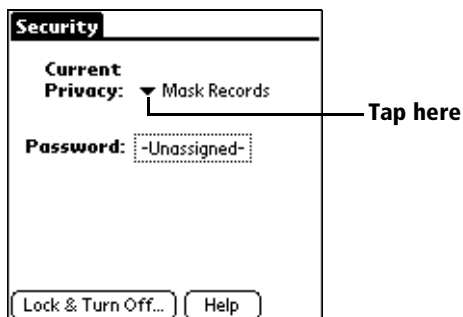 Security
Current
Privacy: Mask Records
Tap here
Password: -Unassigned-
Lock & Turn Off... Help